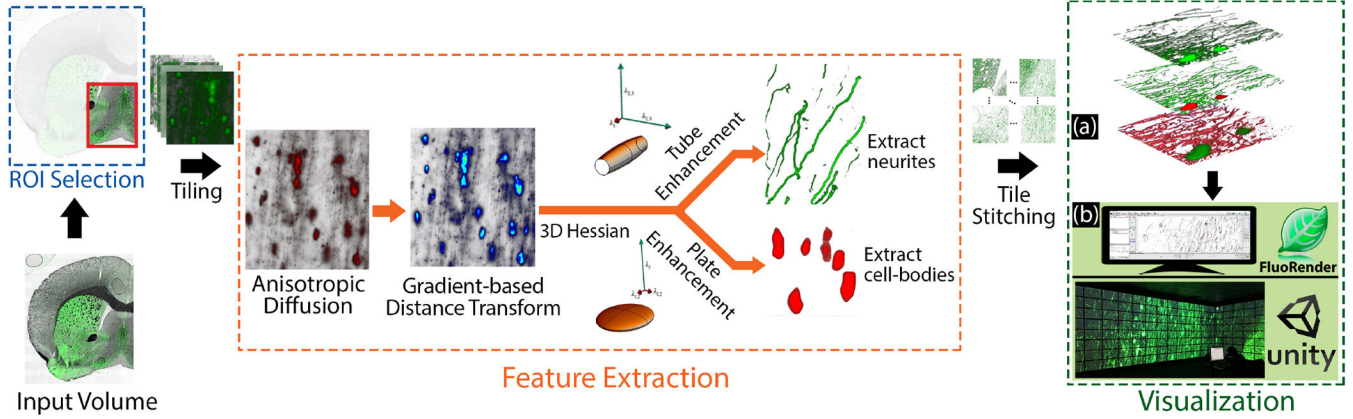 ROI Selection
Input Volume
Tiling
Anisotropic
Diffusion
Gradient-based
Distance Transform
3D Hessian
Tube
Enhancement
Plate
Enhancement
Extract
neurites
Extract
cell-bodies
Feature Extraction
Tile
Stitching
(a)
(b)
FluoRender
unity
Visualization